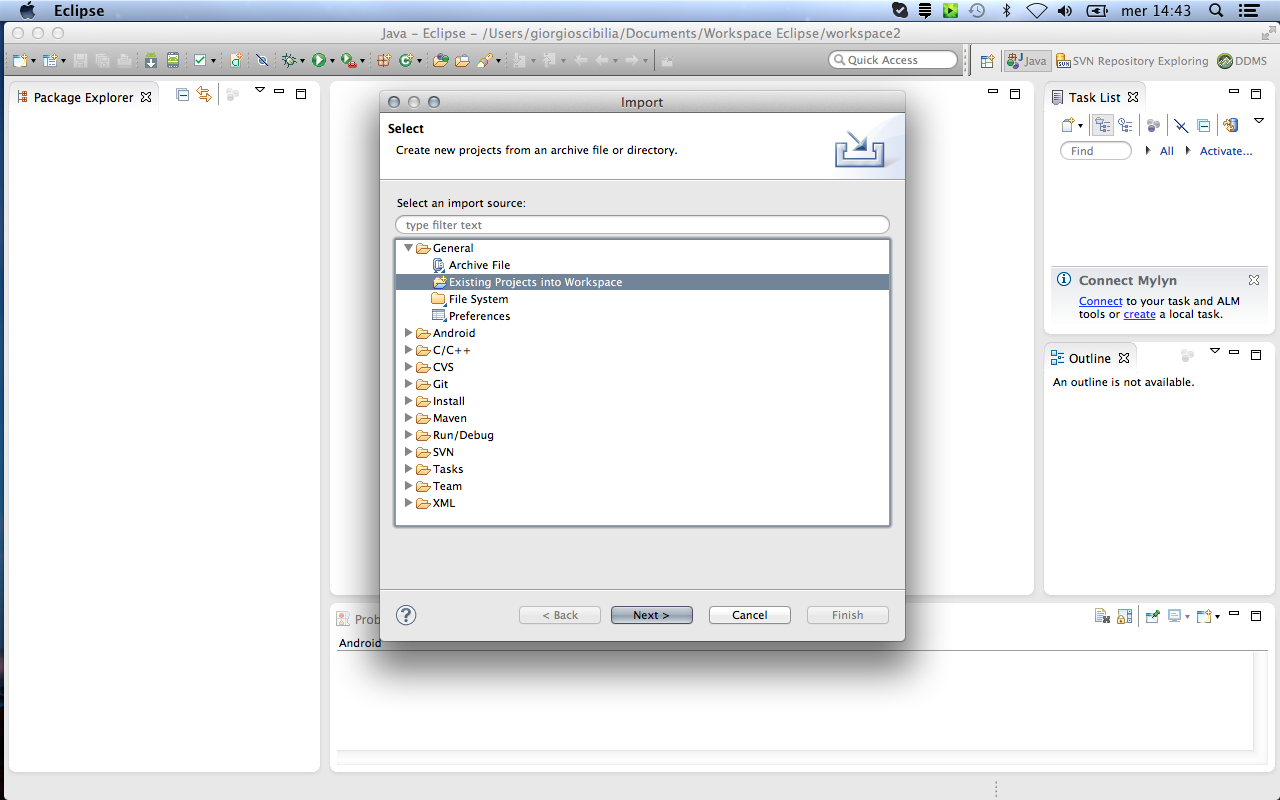 Eclipse
mer 14:43
Java – Eclipse – /Users/giorgioscibilia/Documents/Workspace Eclipse/workspace2
Quick Access
Java
SVN Repository Exploring
DDMS
Package Explorer
Import
Select
Create new projects from an archive file or directory.
Select an import source:
type filter text
General
Archive File
Existing Projects into Workspace
File System
Preferences
Android
C/C++
CVS
Git
Install
Maven
Run/Debug
SVN
Tasks
Team
XML
?
< Back
Next >
Cancel
Finish
Task List
Find
All
Activate...
Connect Mylyn
Connect to your task and ALM
tools or create a local task.
Outline
An outline is not available.
Prob
Android